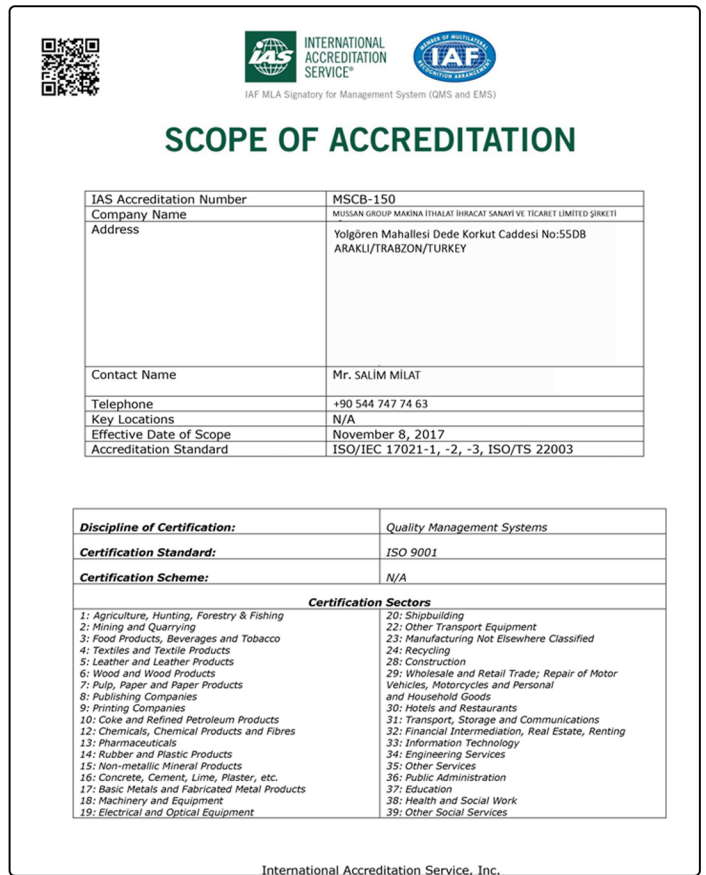 IAS
INTERNATIONAL
ACCREDITATION
SERVICE®
MEMBER OF MULTILATERAL
IAF
RECOGNITION ARRANGEMENT
IAF MLA Signatory for Management System (QMS and EMS)
SCOPE OF ACCREDITATION
IAS Accreditation Number MSCB-150
Company Name MUSSAN GROUP MAKİNA İTHALAT İHRACAT SANAYİ VE TİCARET LİMİTED ŞİRKETİ
Address Yolgören Mahallesi Dede Korkut Caddesi No:55DB
ARAKLI/TRABZON/TURKEY
Contact Name Mr. SALİM MİLAT
Telephone +90 544 747 74 63
Key Locations N/A
Effective Date of Scope November 8, 2017
Accreditation Standard ISO/IEC 17021-1, -2, -3, ISO/TS 22003
Discipline of Certification: Quality Management Systems
Certification Standard: ISO 9001
Certification Scheme: N/A
Certification Sectors
1: Agriculture, Hunting, Forestry & Fishing
2: Mining and Quarrying
3: Food Products, Beverages and Tobacco
4: Textiles and Textile Products
5: Leather and Leather Products
6: Wood and Wood Products
7: Pulp, Paper and Paper Products
8: Publishing Companies
9: Printing Companies
10: Coke and Refined Petroleum Products
12: Chemicals, Chemical Products and Fibres
13: Pharmaceuticals
14: Rubber and Plastic Products
15: Non-metallic Mineral Products
16: Concrete, Cement, Lime, Plaster, etc.
17: Basic Metals and Fabricated Metal Products
18: Machinery and Equipment
19: Electrical and Optical Equipment
20: Shipbuilding
22: Other Transport Equipment
23: Manufacturing Not Elsewhere Classified
24: Recycling
28: Construction
29: Wholesale and Retail Trade; Repair of Motor
Vehicles, Motorcycles and Personal
and Household Goods
30: Hotels and Restaurants
31: Transport, Storage and Communications
32: Financial Intermediation, Real Estate, Renting
33: Information Technology
34: Engineering Services
35: Other Services
36: Public Administration
37: Education
38: Health and Social Work
39: Other Social Services
International Accreditation Service, Inc.